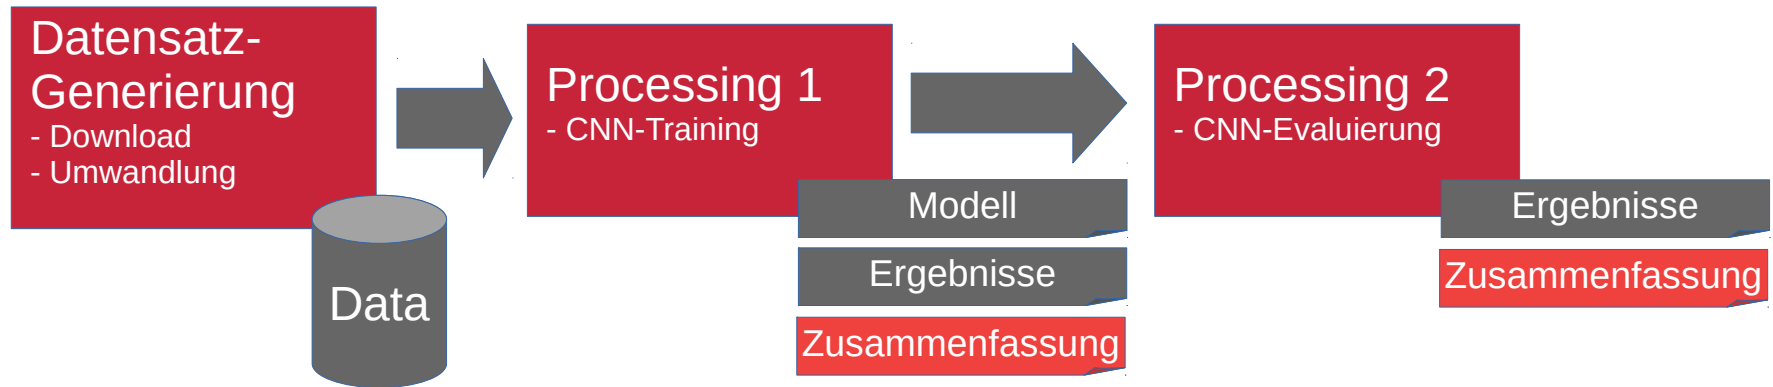 Datensatz-
Generierung
- Download
- Umwandlung
Data
Processing 1
- CNN-Training
Modell
Ergebnisse
Zusammenfassung
Processing 2
- CNN-Evaluierung
Ergebnisse
Zusammenfassung